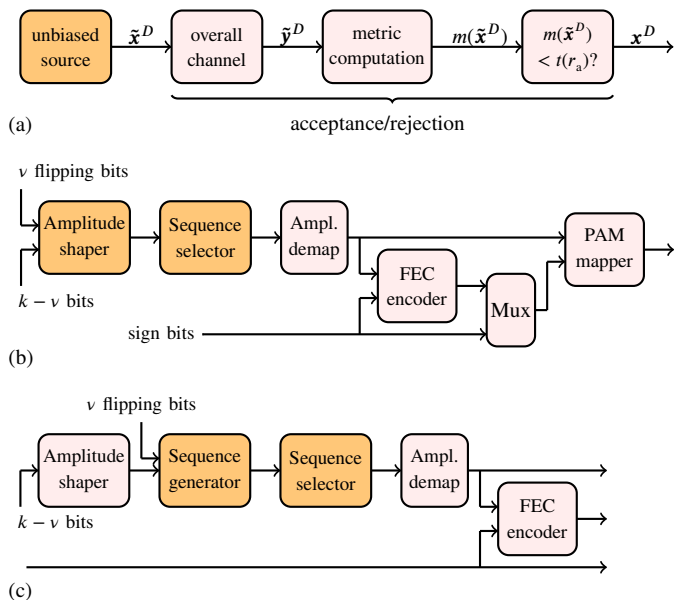 unbiased source
x̃^D
overall channel
ỹ^D
metric computation
m(x̃^D)
m(x̃^D) < t(r_a)?
x^D
acceptance/rejection
(a)
ν flipping bits
Amplitude shaper
Sequence selector
Ampl. demap
PAM mapper
FEC encoder
Mux
k − ν bits
sign bits
(b)
ν flipping bits
Amplitude shaper
Sequence generator
Sequence selector
Ampl. demap
k − ν bits
FEC encoder
(c)